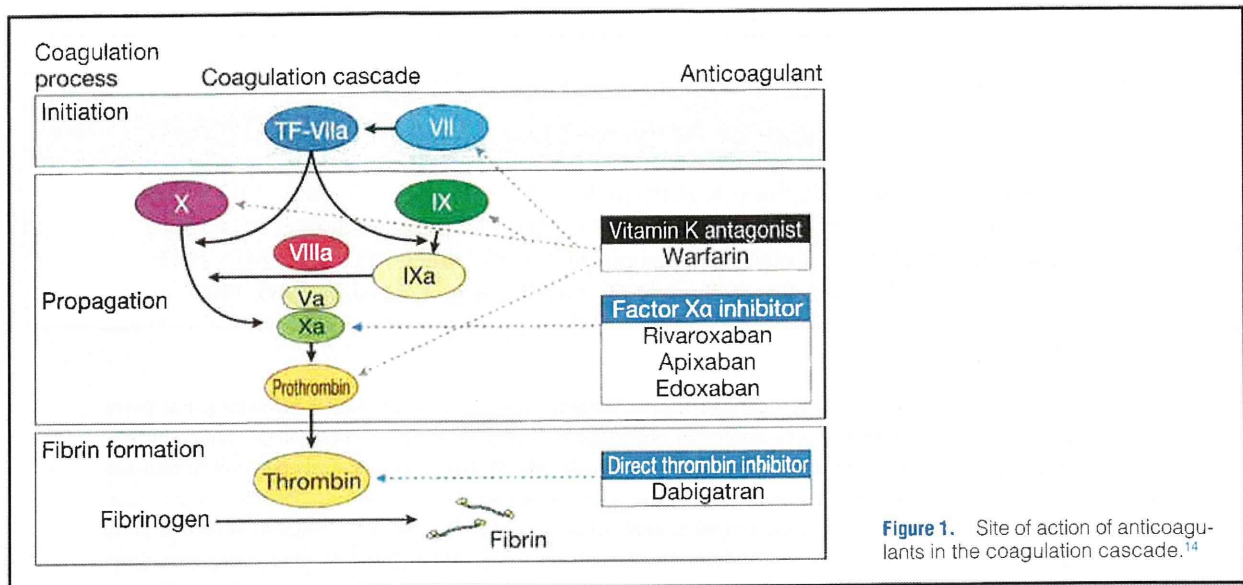 Coagulation
process
Coagulation cascade
Anticoagulant
Initiation
TF-VIIa
VII
X
IX
VIIIa
IXa
Va
Xa
Propagation
Prothrombin
Vitamin K antagonist
Warfarin
Factor Xα inhibitor
Rivaroxaban
Apixaban
Edoxaban
Fibrin formation
Thrombin
Fibrinogen
Fibrin
Direct thrombin inhibitor
Dabigatran
Figure 1. Site of action of anticoagu-
lants in the coagulation cascade.14